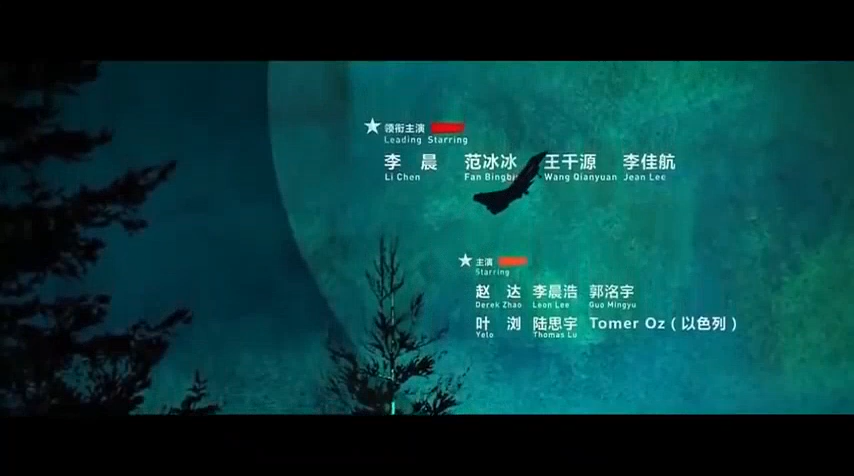 领衔主演
Leading Starring
李 晨 范冰冰 王千源 李佳航
Li Chen Fan Bingbi Wang Qianyuan Jean Lee
主演
Starring
赵 达 李晨浩 郭洺宇
Derek Zhao Leon Lee Guo Mingyu
叶 浏 陆思宇 Tomer Oz（以色列）
Yelo Thomas Lu